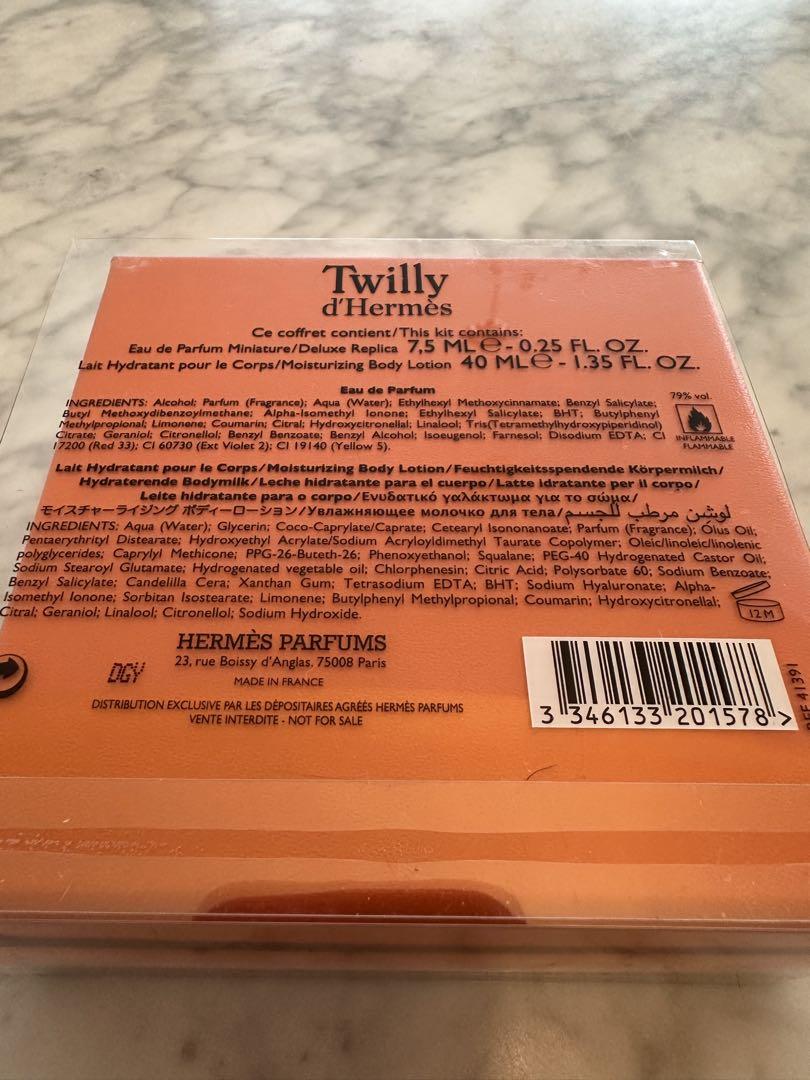 Twilly
d'Hermès
Ce coffret contient/This kit contains:
Eau de Parfum Miniature/Deluxe Replica 7,5 ML℮ - 0.25 FL. OZ.
Lait Hydratant pour le Corps/Moisturizing Body Lotion 40 ML℮ - 1.35 FL. OZ.
Eau de Parfum
INGREDIENTS: Alcohol; Parfum (Fragrance); Aqua (Water); Ethylhexyl Methoxycinnamate; Benzyl Salicylate;
Butyl Methoxydibenzoylmethane; Alpha-Isomethyl Ionone; Ethylhexyl Salicylate; BHT; Butylphenyl
Methylpropional; Limonene; Coumarin; Citral; Hydroxycitronellal; Linalool; Tris(Tetramethylhydroxypiperidinol)
Citrate; Geraniol; Citronellol; Benzyl Benzoate; Benzyl Alcohol; Isoeugenol; Farnesol; Disodium EDTA; CI
17200 (Red 33); CI 60730 (Ext Violet 2); CI 19140 (Yellow 5).
79% vol.
INFLAMMABLE
FLAMMABLE
Lait Hydratant pour le Corps/Moisturizing Body Lotion/Feuchtigkeitsspendende Körpermilch/
Hydraterende Bodymilk/Leche hidratante para el cuerpo/Latte idratante per il corpo/
Leite hidratante para o corpo/Ενυδατικό γαλάκτωμα για το σώμα/
モイスチャーライジング ボディーローション/Увлажняющее молочко для тела/لوشن مرطب للجسم
INGREDIENTS: Aqua (Water); Glycerin; Coco-Caprylate/Caprate; Cetearyl Isononanoate; Parfum (Fragrance); Olus Oil;
Pentaerythrityl Distearate; Hydroxyethyl Acrylate/Sodium Acryloyldimethyl Taurate Copolymer; Oleic/linoleic/linolenic
polyglycerides; Caprylyl Methicone; PPG-26-Buteth-26; Phenoxyethanol; Squalane; PEG-40 Hydrogenated Castor Oil;
Sodium Stearoyl Glutamate; Hydrogenated vegetable oil; Chlorphenesin; Citric Acid; Polysorbate 60; Sodium Benzoate;
Benzyl Salicylate; Candelilla Cera; Xanthan Gum; Tetrasodium EDTA; BHT; Sodium Hyaluronate; Alpha-
Isomethyl Ionone; Sorbitan Isostearate; Limonene; Butylphenyl Methylpropional; Coumarin; Hydroxycitronellal;
Citral; Geraniol; Linalool; Citronellol; Sodium Hydroxide.
12 M
HERMÈS PARFUMS
23, rue Boissy d'Anglas. 75008 Paris
DGY
MADE IN FRANCE
DISTRIBUTION EXCLUSIVE PAR LES DÉPOSITAIRES AGRÉÉS HERMÈS PARFUMS
VENTE INTERDITE - NOT FOR SALE
3 346133 201578 >
REF 41391